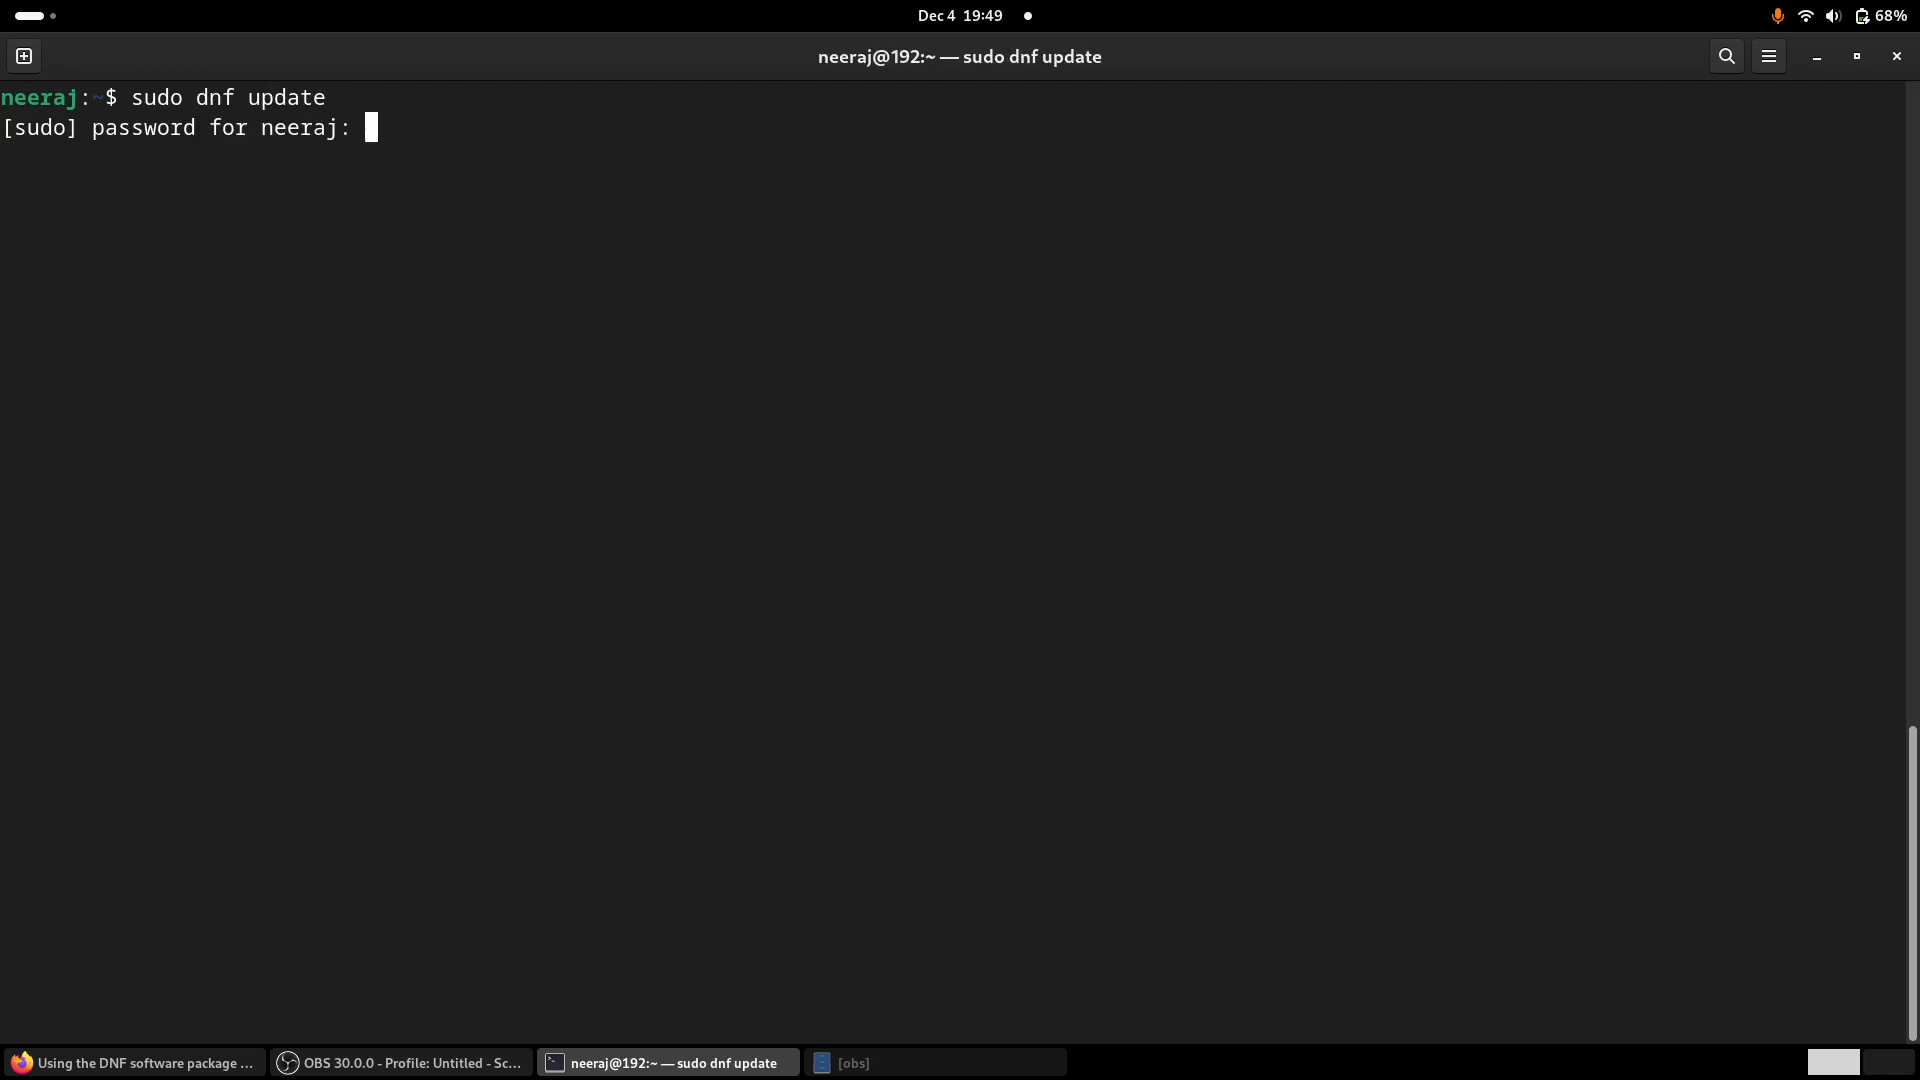 Dec 4 19:49
68%
neeraj@192:~ — sudo dnf update
neeraj:~$ sudo dnf update
[sudo] password for neeraj:
Using the DNF software package ...
OBS 30.0.0 - Profile: Untitled - Sc...
neeraj@192:~ — sudo dnf update
[obs]